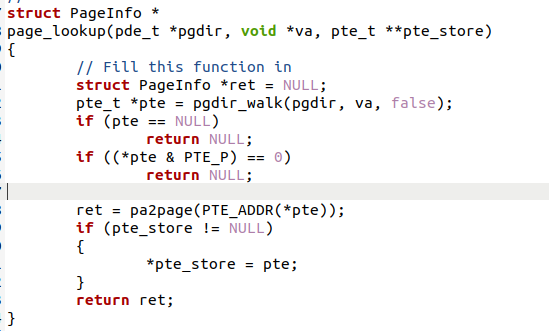 //
struct PageInfo *
page_lookup(pde_t *pgdir, void *va, pte_t **pte_store)
{
        // Fill this function in
        struct PageInfo *ret = NULL;
        pte_t *pte = pgdir_walk(pgdir, va, false);
        if (pte == NULL)
                return NULL;
        if ((*pte & PTE_P) == 0)
                return NULL;

        ret = pa2page(PTE_ADDR(*pte));
        if (pte_store != NULL)
        {
                *pte_store = pte;
        }
        return ret;
}